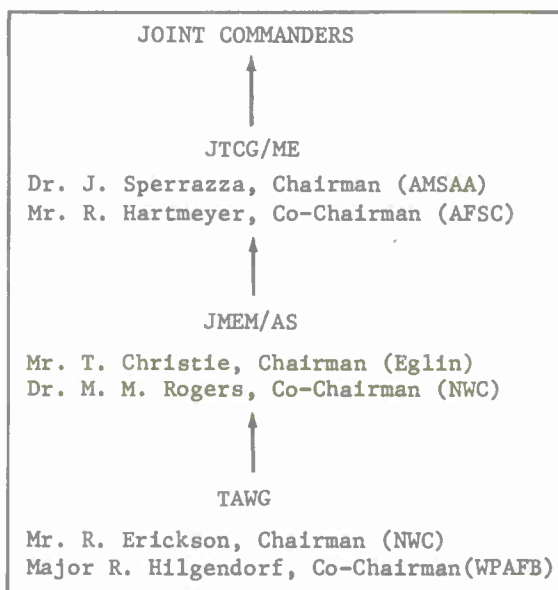 JOINT COMMANDERS
JTCG/ME
Dr. J. Sperrazza, Chairman (AMSAA)
Mr. R. Hartmeyer, Co-Chairman (AFSC)
JMEM/AS
Mr. T. Christie, Chairman (Eglin)
Dr. M. M. Rogers, Co-Chairman (NWC)
TAWG
Mr. R. Erickson, Chairman (NWC)
Major R. Hilgendorf, Co-Chairman(WPAFB)